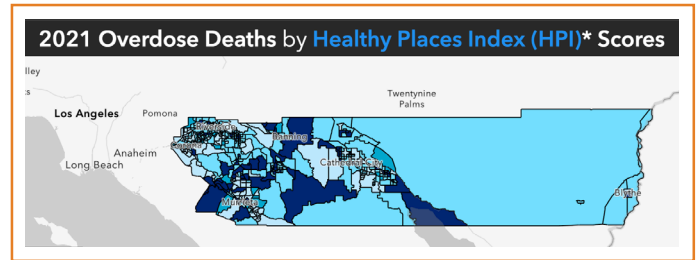 2021 Overdose Deaths by Healthy Places Index (HPI)* Scores
lley
s
Twentynine
Palms
Los Angeles
Pomona
Riverside
Corona
Banning
Anaheim
Long Beach
Cathedral City
Murrieta
Blythe